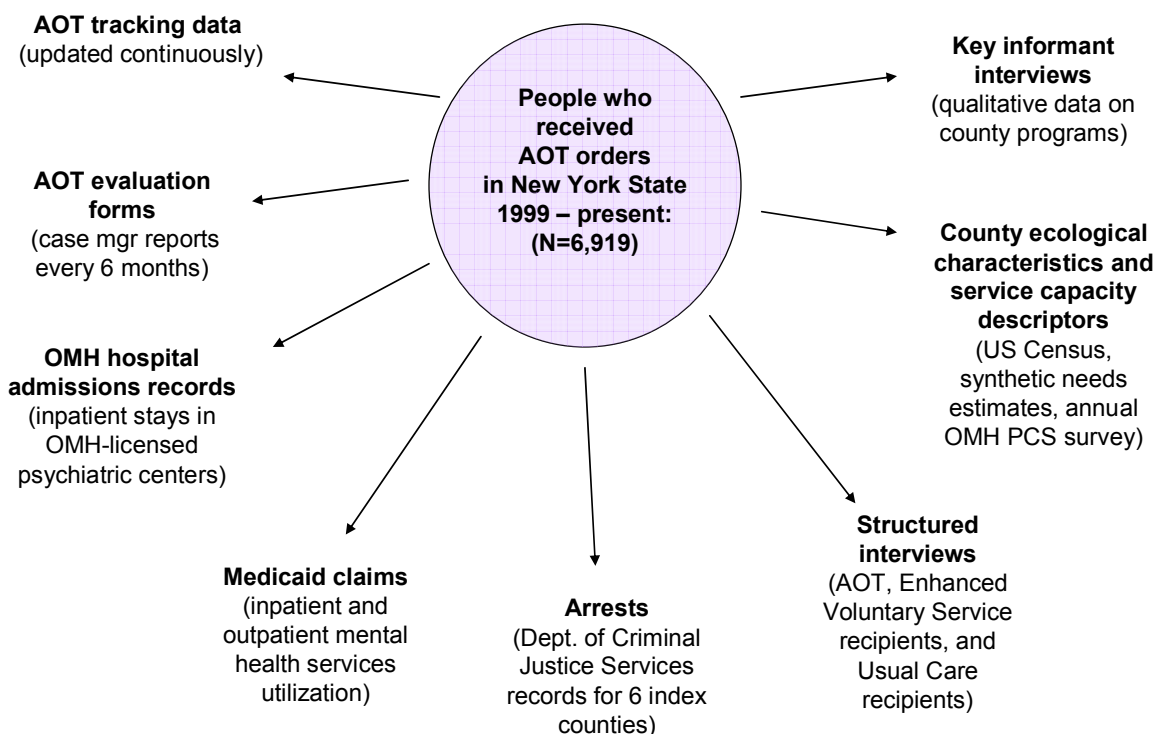 AOT tracking data
(updated continuously)
AOT evaluation
forms
(case mgr reports
every 6 months)
OMH hospital
admissions records
(inpatient stays in
OMH-licensed
psychiatric centers)
Medicaid claims
(inpatient and
outpatient mental
health services
utilization)
People who
received
AOT orders
in New York State
1999 – present:
(N=6,919)
Arrests
(Dept. of Criminal
Justice Services
records for 6 index
counties)
Key informant
interviews
(qualitative data on
county programs)
County ecological
characteristics and
service capacity
descriptors
(US Census,
synthetic needs
estimates, annual
OMH PCS survey)
Structured
interviews
(AOT, Enhanced
Voluntary Service
recipients, and
Usual Care
recipients)